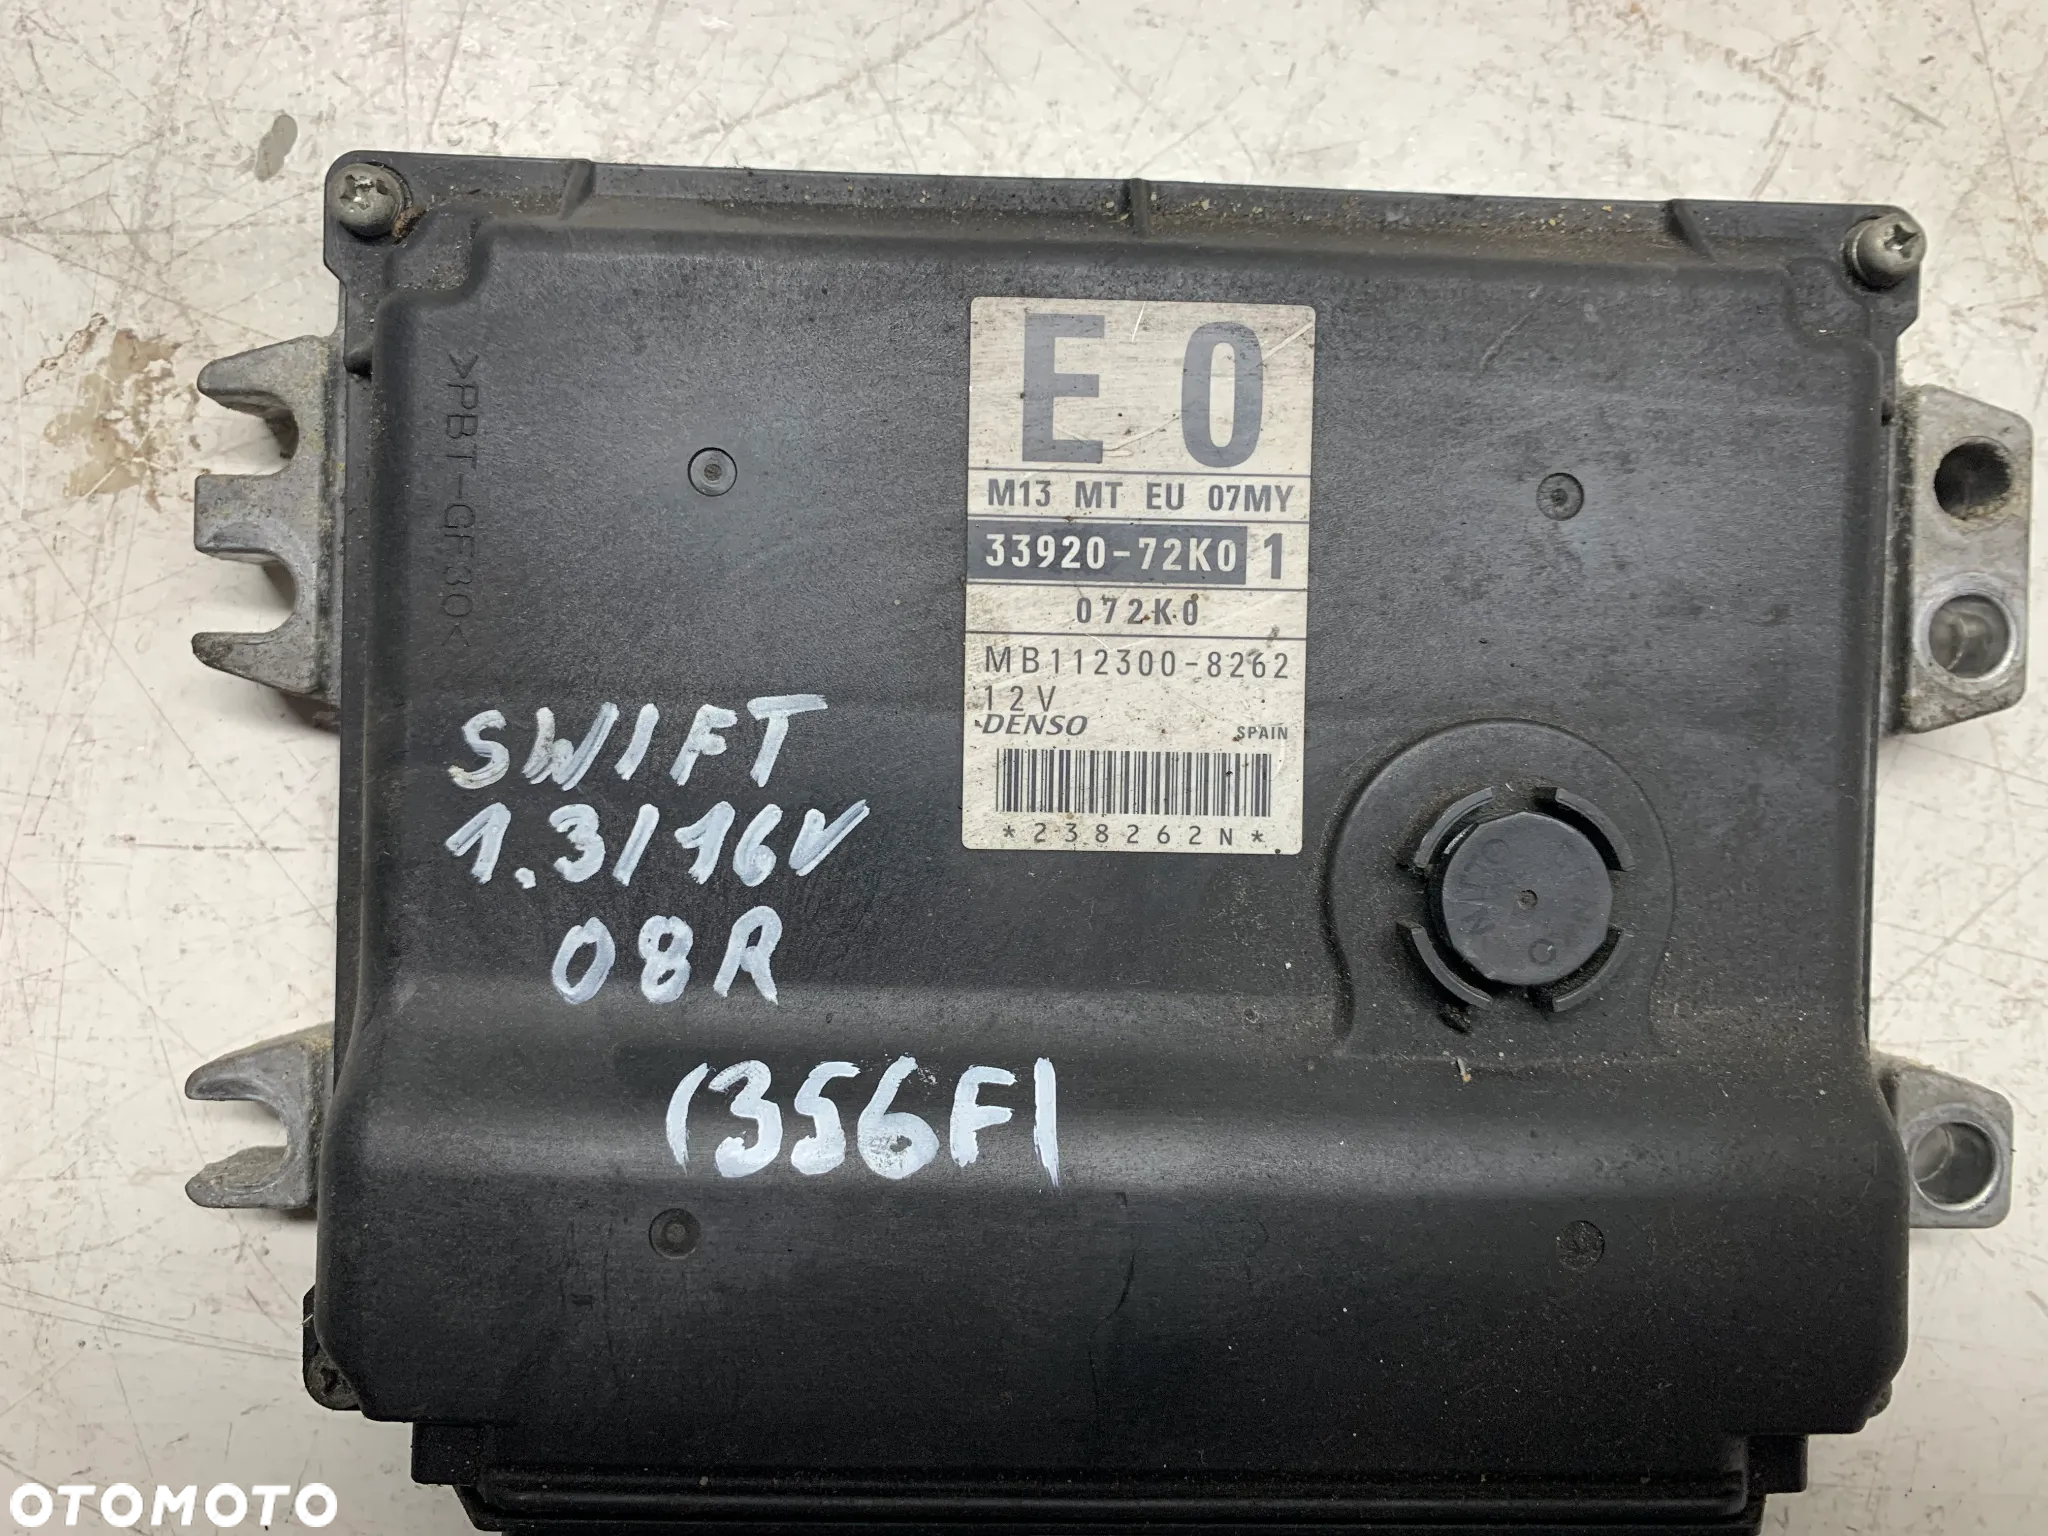 E 0
M13 MT EU 07MY
33920-72K0 1
072K0
MB112300-8262
12V
DENSO SPAIN
*238262N*
>PBT-GF30<
SWIFT
1.3/16V
08R
(356F)
OTOMOTO